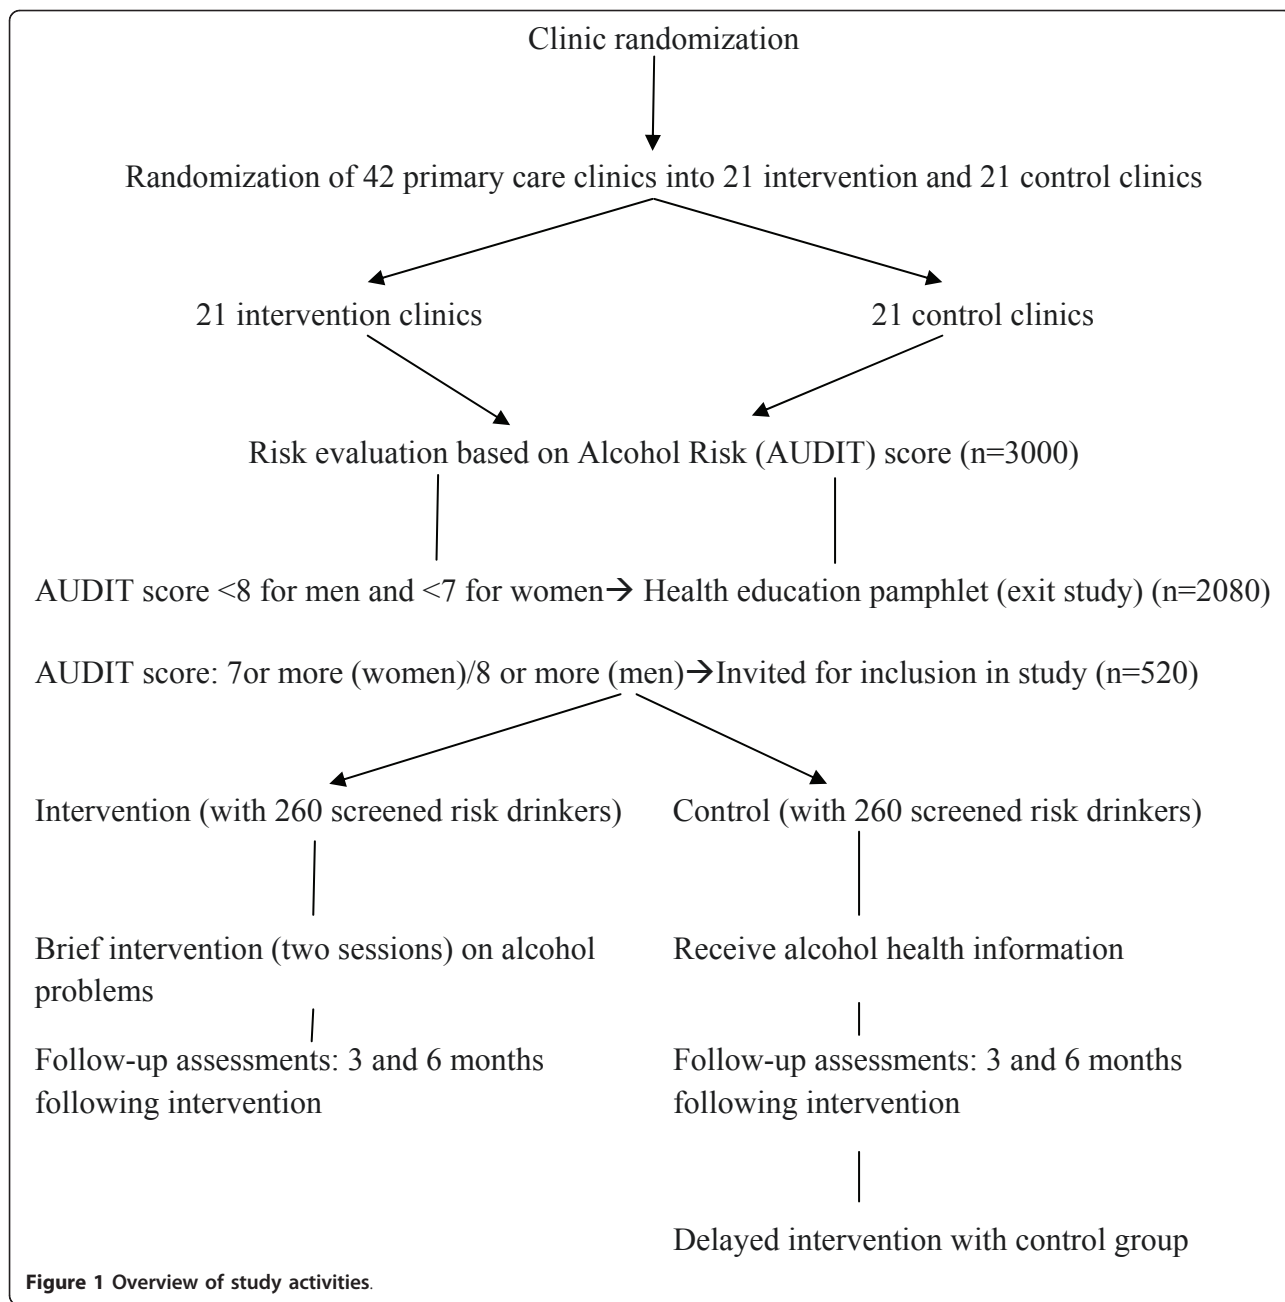 Clinic randomization
Randomization of 42 primary care clinics into 21 intervention and 21 control clinics
21 intervention clinics
21 control clinics
Risk evaluation based on Alcohol Risk (AUDIT) score (n=3000)
AUDIT score <8 for men and <7 for women→ Health education pamphlet (exit study) (n=2080)
AUDIT score: 7or more (women)/8 or more (men)→Invited for inclusion in study (n=520)
Intervention (with 260 screened risk drinkers)
Control (with 260 screened risk drinkers)
Brief intervention (two sessions) on alcohol
problems
Receive alcohol health information
Follow-up assessments: 3 and 6 months
following intervention
Follow-up assessments: 3 and 6 months
following intervention
Delayed intervention with control group
Figure 1 Overview of study activities.